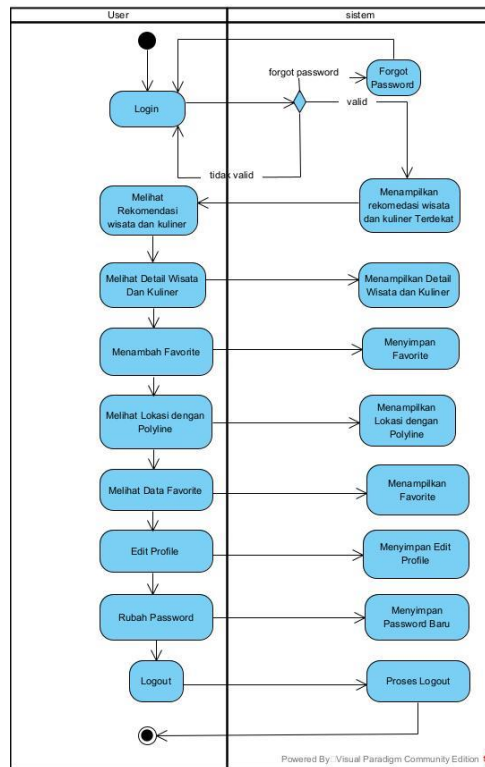 User
sistem
forgot password
Forgot
Password
Login
valid
tidak valid
Melihat
Rekomendasi
wisata dan kuliner
Menampilkan
rekomedasi wisata
dan kuliner Terdekat
Melihat Detail Wisata
Dan Kuliner
Menampilkan Detail
Wisata dan Kuliner
Menambah Favorite
Menyimpan
Favorite
Melihat Lokasi dengan
Polyline
Menampilkan
Lokasi dengan
Polyline
Melihat Data Favorite
Menampilkan
Favorite
Edit Profile
Menyimpan Edit
Profile
Rubah Password
Menyimpan
Password Baru
Logout
Proses Logout
Powered By: Visual Paradigm Community Edition